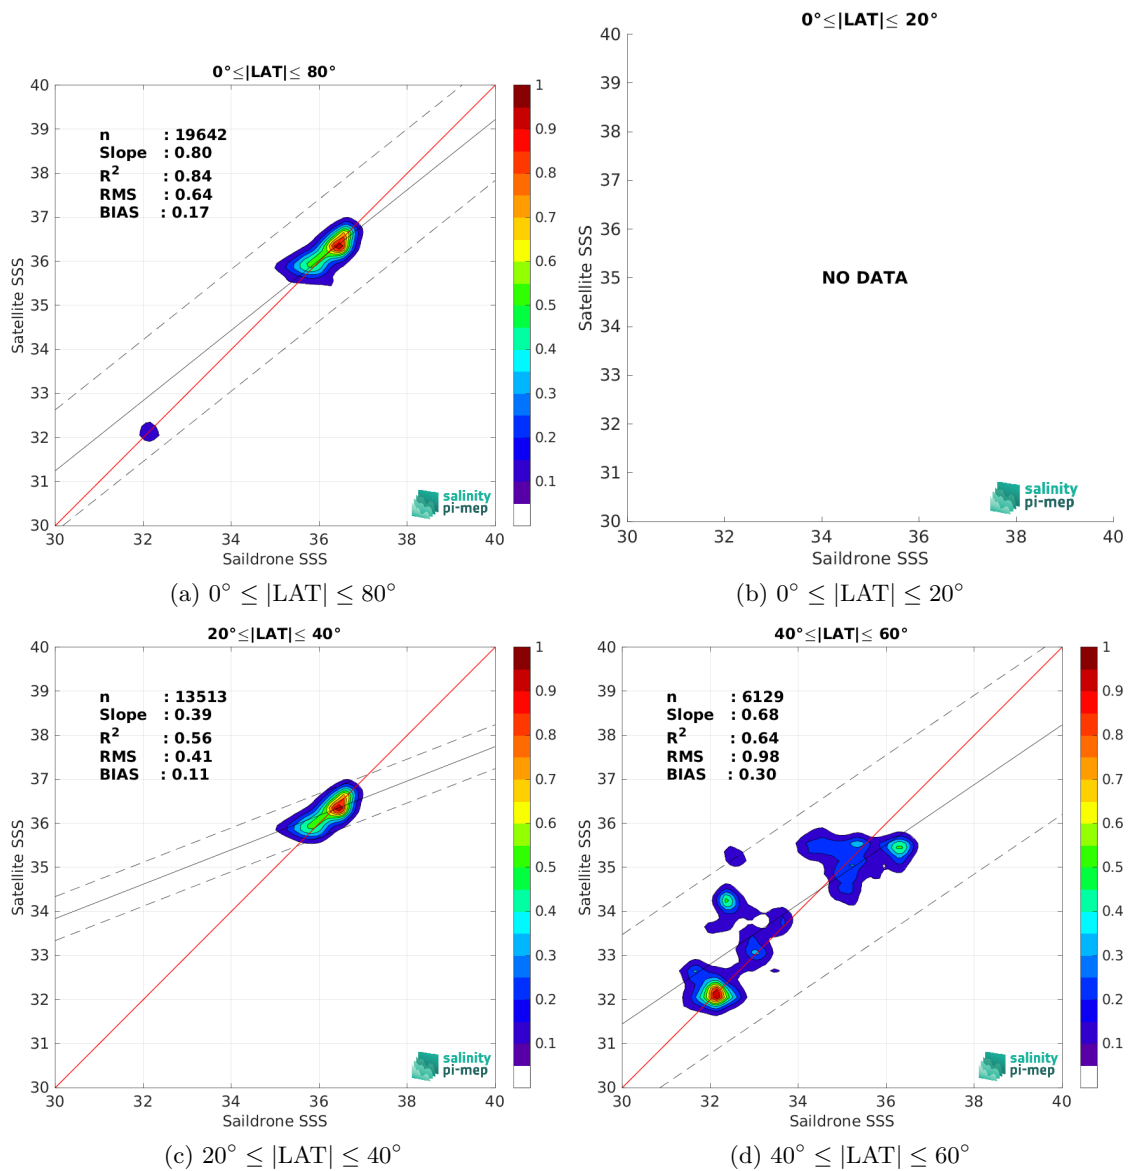 0°≤|LAT|≤ 80°
40
39
38
37
36
35
34
33
32
31
30
30
32
34
36
38
40
n : 19642
Slope : 0.80
R² : 0.84
RMS : 0.64
BIAS : 0.17
Satellite SSS
Saildrone SSS
salinity
pi-mep
1
0.9
0.8
0.7
0.6
0.5
0.4
0.3
0.2
0.1
(a) 0° ≤ |LAT| ≤ 80°
0°≤|LAT|≤ 20°
40
39
38
37
36
35
34
33
32
31
30
30
32
34
36
38
40
NO DATA
Satellite SSS
Saildrone SSS
salinity
pi-mep
(b) 0° ≤ |LAT| ≤ 20°
20°≤|LAT|≤ 40°
40
39
38
37
36
35
34
33
32
31
30
30
32
34
36
38
40
n : 13513
Slope : 0.39
R² : 0.56
RMS : 0.41
BIAS : 0.11
Satellite SSS
Saildrone SSS
salinity
pi-mep
1
0.9
0.8
0.7
0.6
0.5
0.4
0.3
0.2
0.1
(c) 20° ≤ |LAT| ≤ 40°
40°≤|LAT|≤ 60°
40
39
38
37
36
35
34
33
32
31
30
30
32
34
36
38
40
n : 6129
Slope : 0.68
R² : 0.64
RMS : 0.98
BIAS : 0.30
Satellite SSS
Saildrone SSS
salinity
pi-mep
1
0.9
0.8
0.7
0.6
0.5
0.4
0.3
0.2
0.1
(d) 40° ≤ |LAT| ≤ 60°